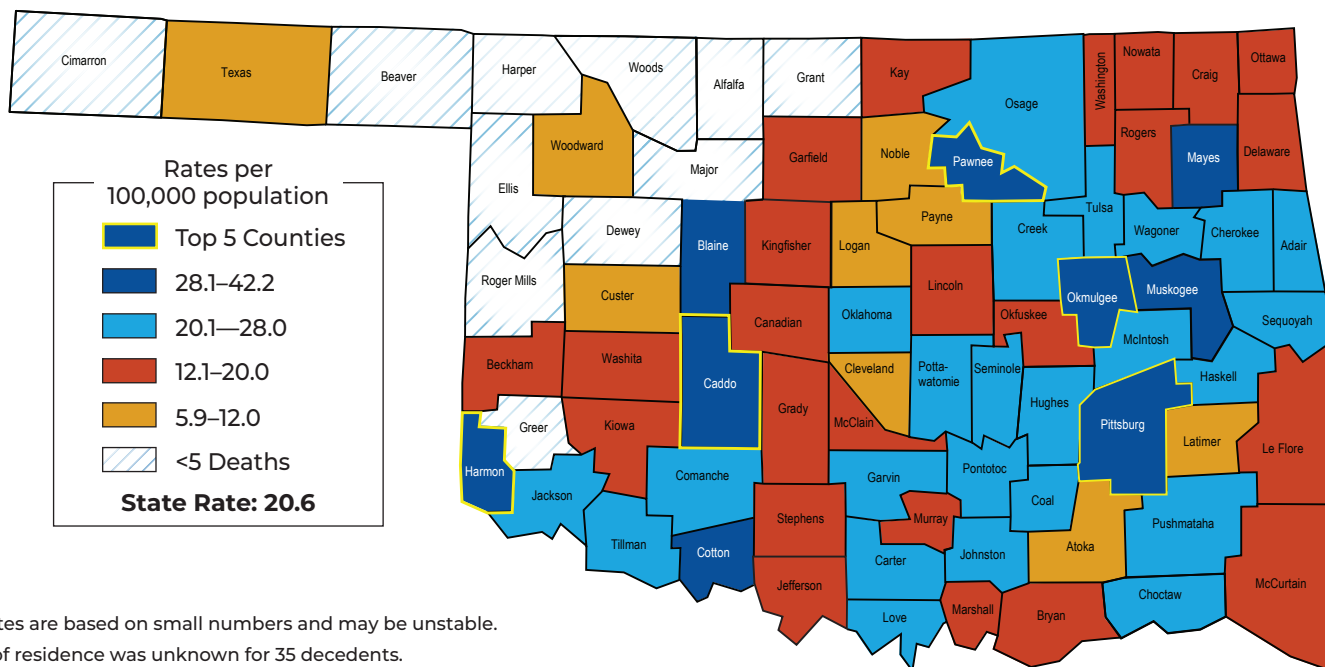 Cimarron
Texas
Beaver
Harper
Woods
Alfalfa
Grant
Kay
Osage
Washington
Nowata
Craig
Ottawa
Rogers
Mayes
Delaware
Woodward
Ellis
Major
Garfield
Noble
Pawnee
Rates per
100,000 population
Top 5 Counties
28.1–42.2
20.1—28.0
12.1–20.0
5.9–12.0
<5 Deaths
State Rate: 20.6
Dewey
Blaine
Kingfisher
Logan
Payne
Creek
Tulsa
Wagoner
Cherokee
Adair
Roger Mills
Custer
Canadian
Oklahoma
Lincoln
Okfuskee
Okmulgee
Muskogee
McIntosh
Sequoyah
Beckham
Washita
Caddo
Grady
Cleveland
McClain
Potta-
watomie
Seminole
Hughes
Pittsburg
Haskell
Latimer
Le Flore
Harmon
Greer
Kiowa
Jackson
Comanche
Tillman
Cotton
Stephens
Jefferson
Garvin
Murray
Carter
Love
Pontotoc
Johnston
Marshall
Coal
Atoka
Bryan
Pushmataha
Choctaw
McCurtain
tes are based on small numbers and may be unstable.
of residence was unknown for 35 decedents.